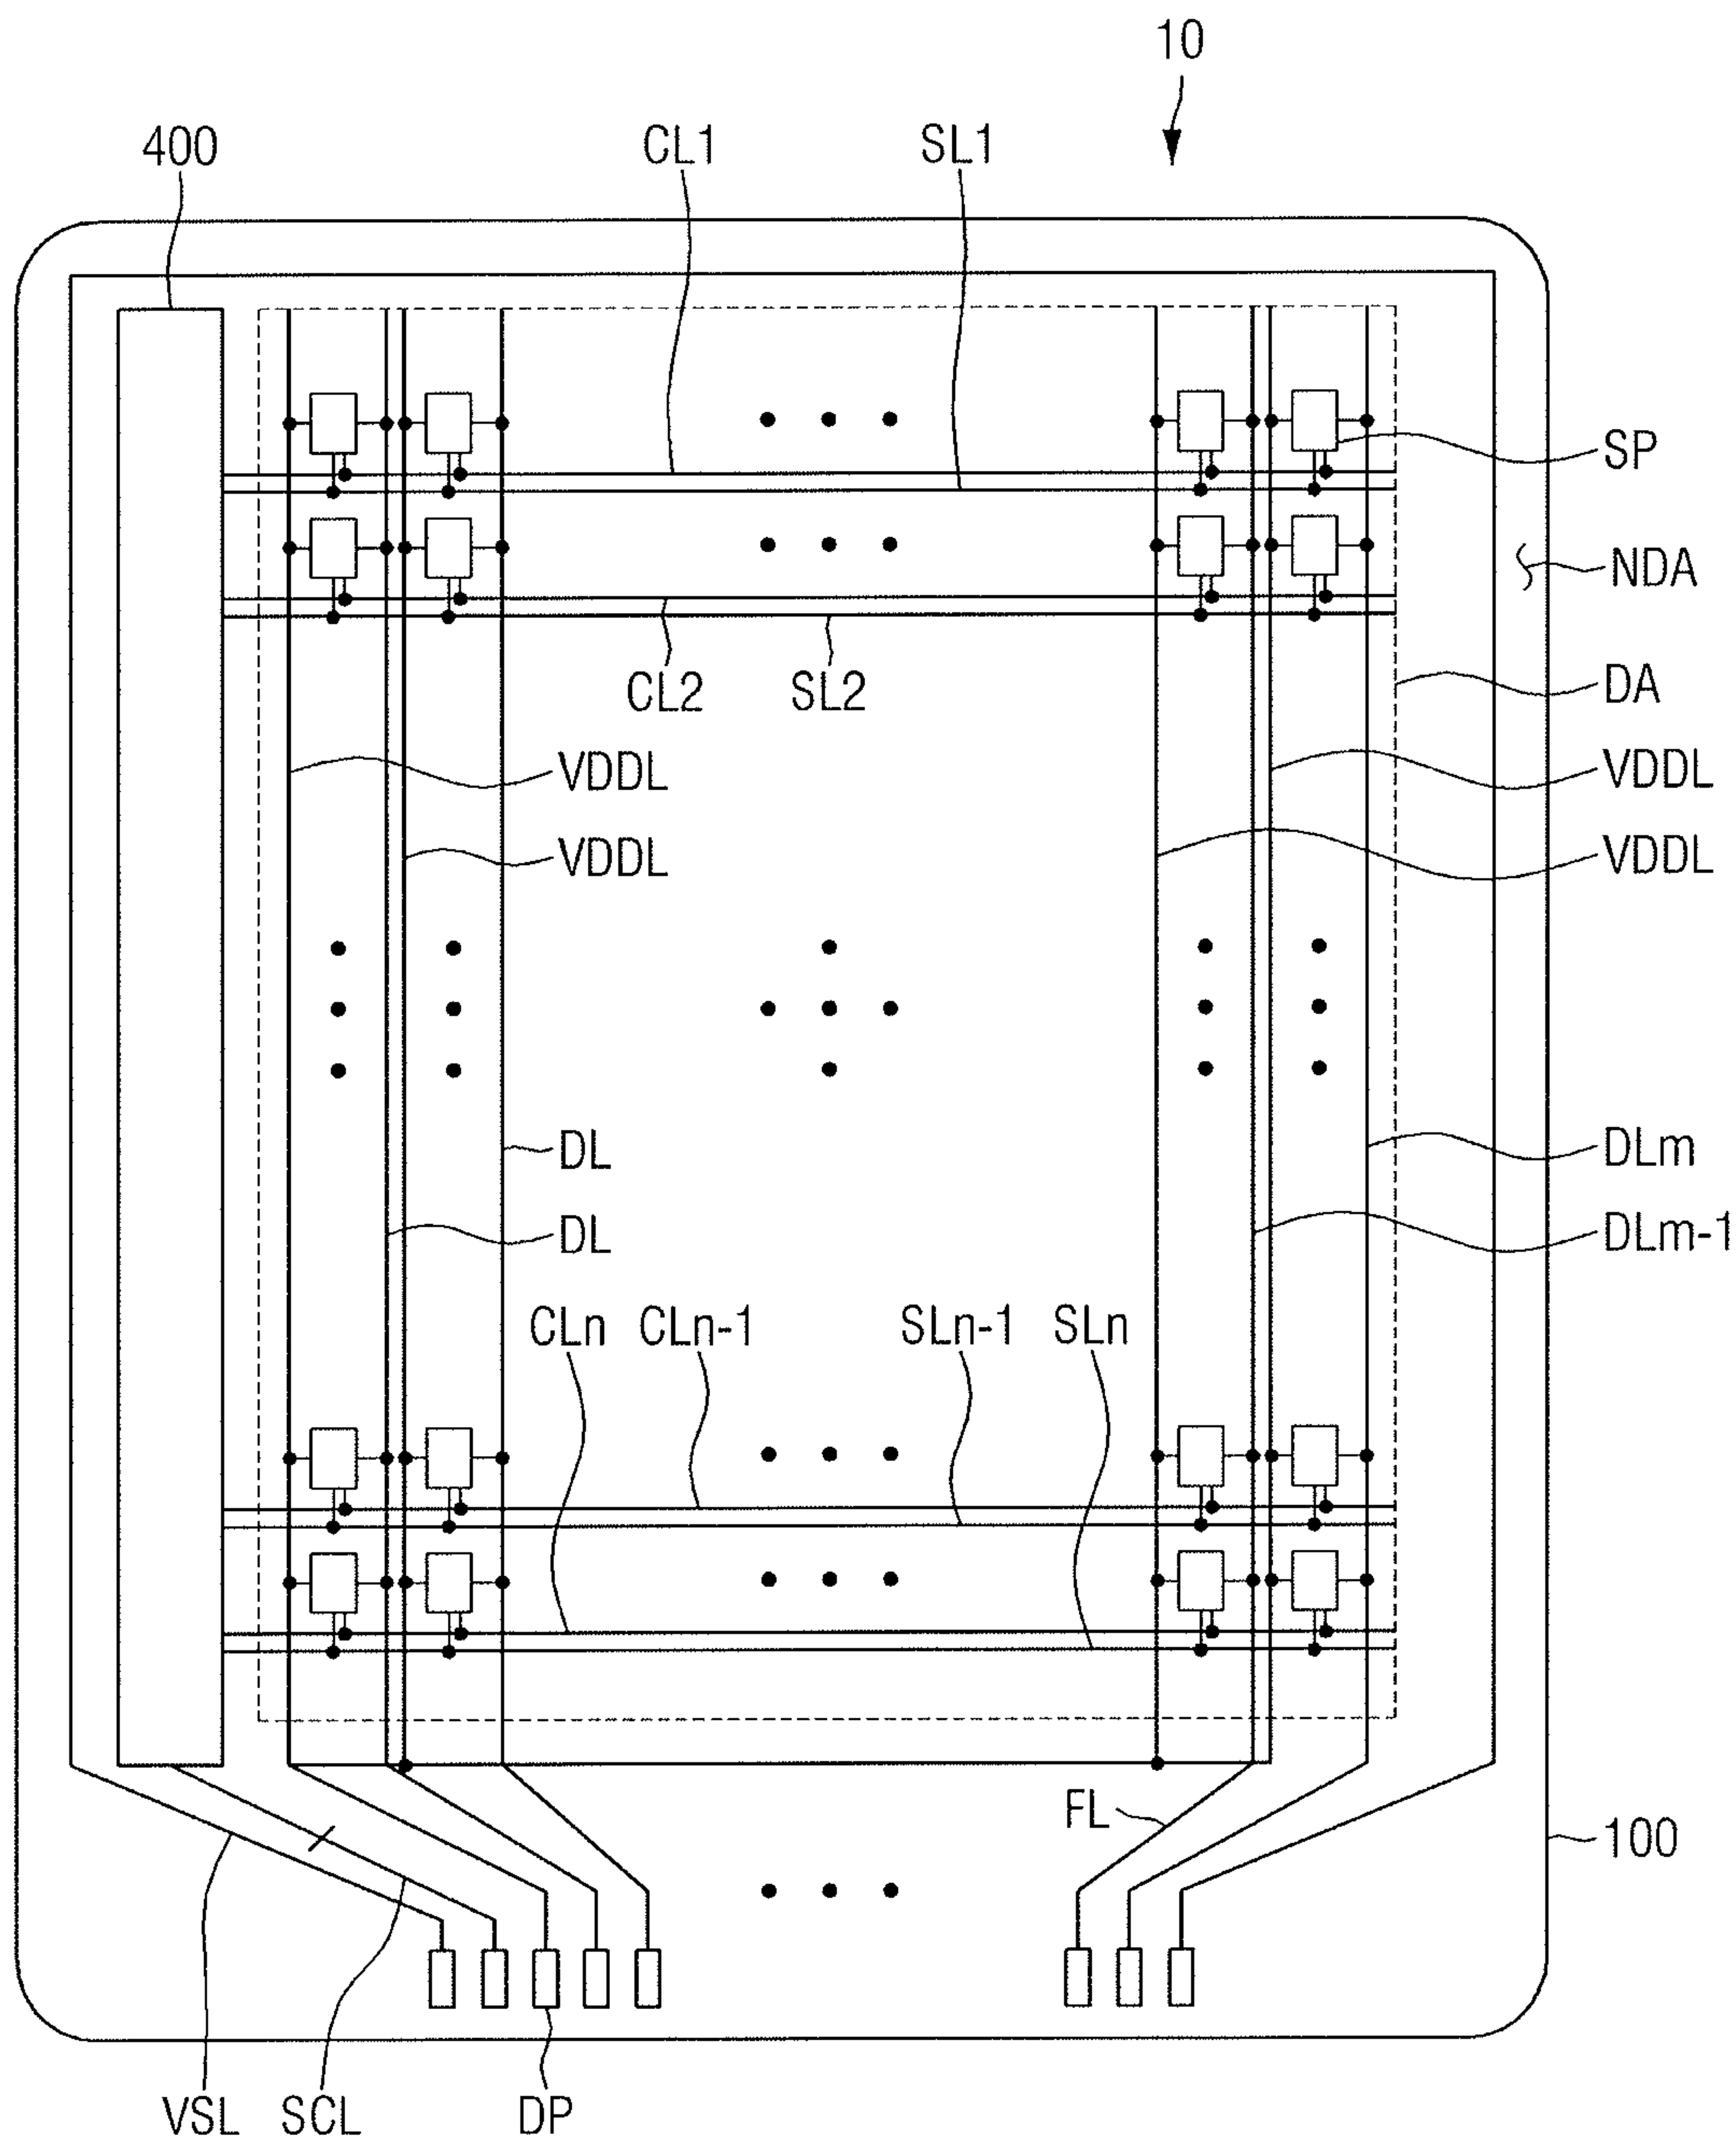 10
400
CL1
SL1
SP
NDA
CL2
SL2
DA
VDDL
VDDL
VDDL
VDDL
DL
DLm
DL
DLm-1
CLn
CLn-1
SLn-1
SLn
FL
100
VSL
SCL
DP